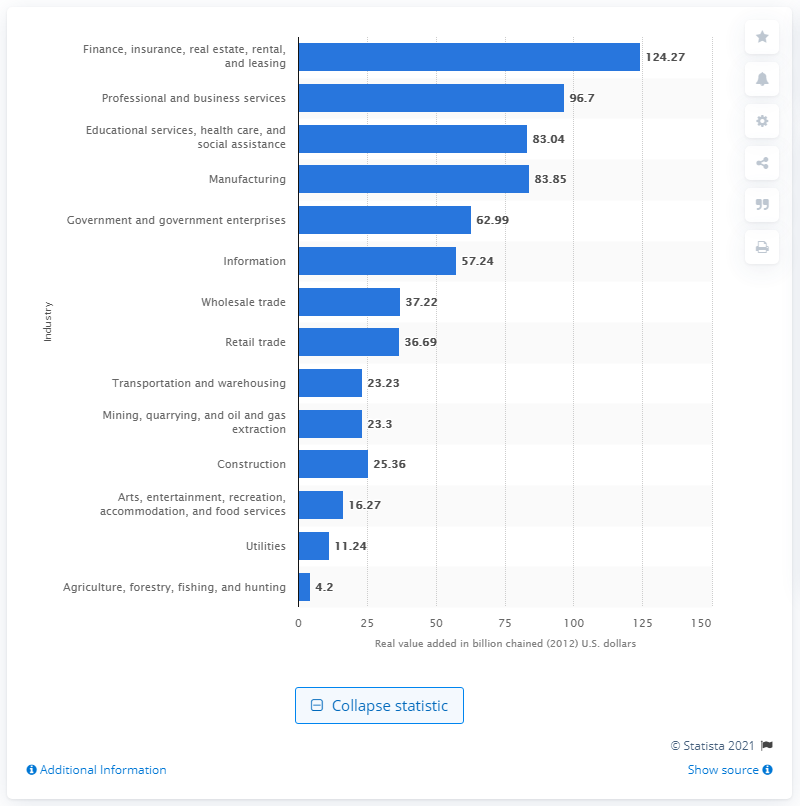 Finance, insurance, real estate, rental,
and leasing
124.27
Professional and business services
96.7
Educational services, health care, and
social assistance
83.04
Manufacturing
83.85
Government and government enterprises
62.99
Information
57.24
Wholesale trade
37.22
Retail trade
36.69
Transportation and warehousing
23.23
Mining, quarrying, and oil and gas
extraction
23.3
Construction
25.36
Arts, entertainment, recreation,
accommodation, and food services
16.27
Utilities
11.24
Agriculture, forestry, fishing, and hunting
4.2
Industry
0 25 50 75 100 125 150
Real value added in billion chained (2012) U.S. dollars
Collapse statistic
© Statista 2021
Additional Information
Show source